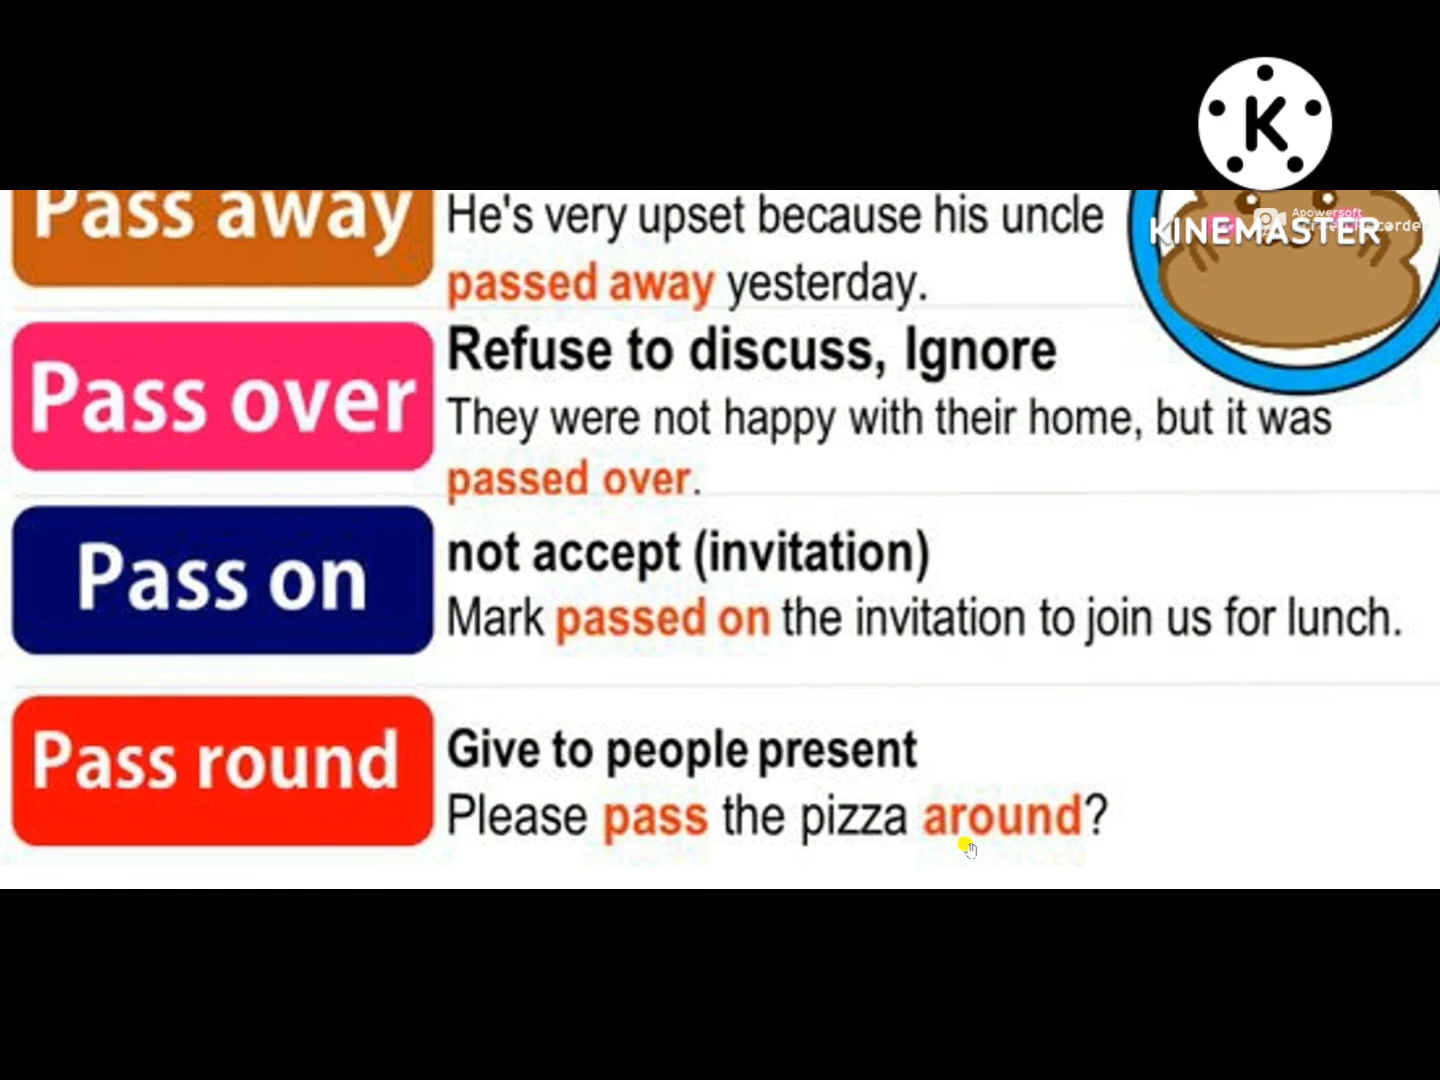 K
KINEMASTER
Apowersoft
Pass away
He's very upset because his uncle
passed away yesterday.
Pass over
Refuse to discuss, Ignore
They were not happy with their home, but it was
passed over.
Pass on
not accept (invitation)
Mark passed on the invitation to join us for lunch.
Pass round
Give to people present
Please pass the pizza around?